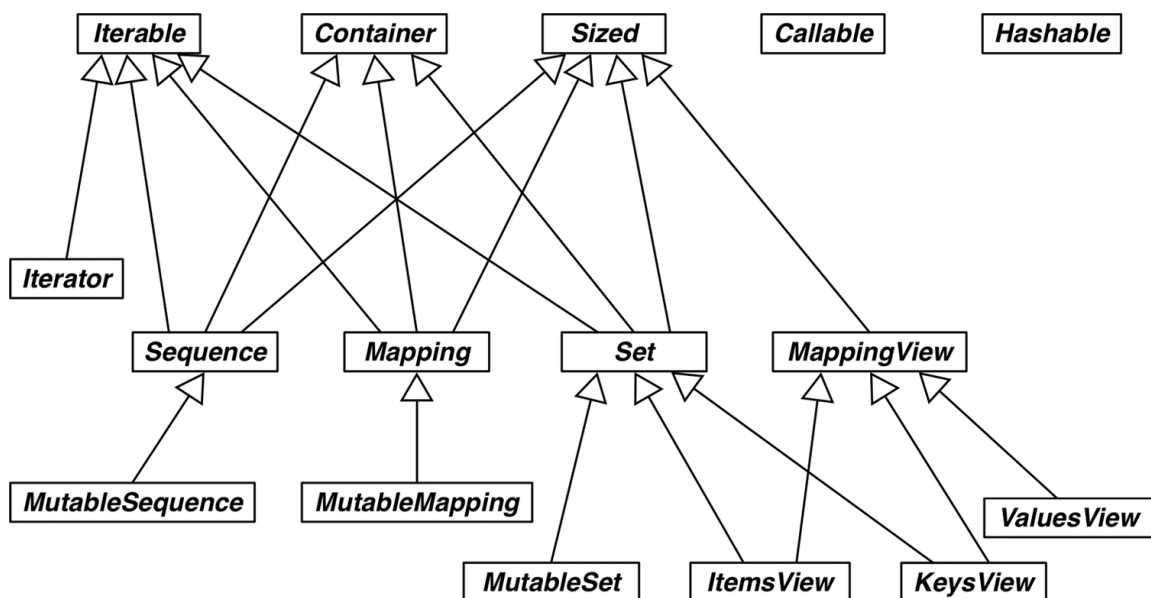 Iterable
Container
Sized
Callable
Hashable
Iterator
Sequence
Mapping
Set
MappingView
MutableSequence
MutableMapping
ValuesView
MutableSet
ItemsView
KeysView